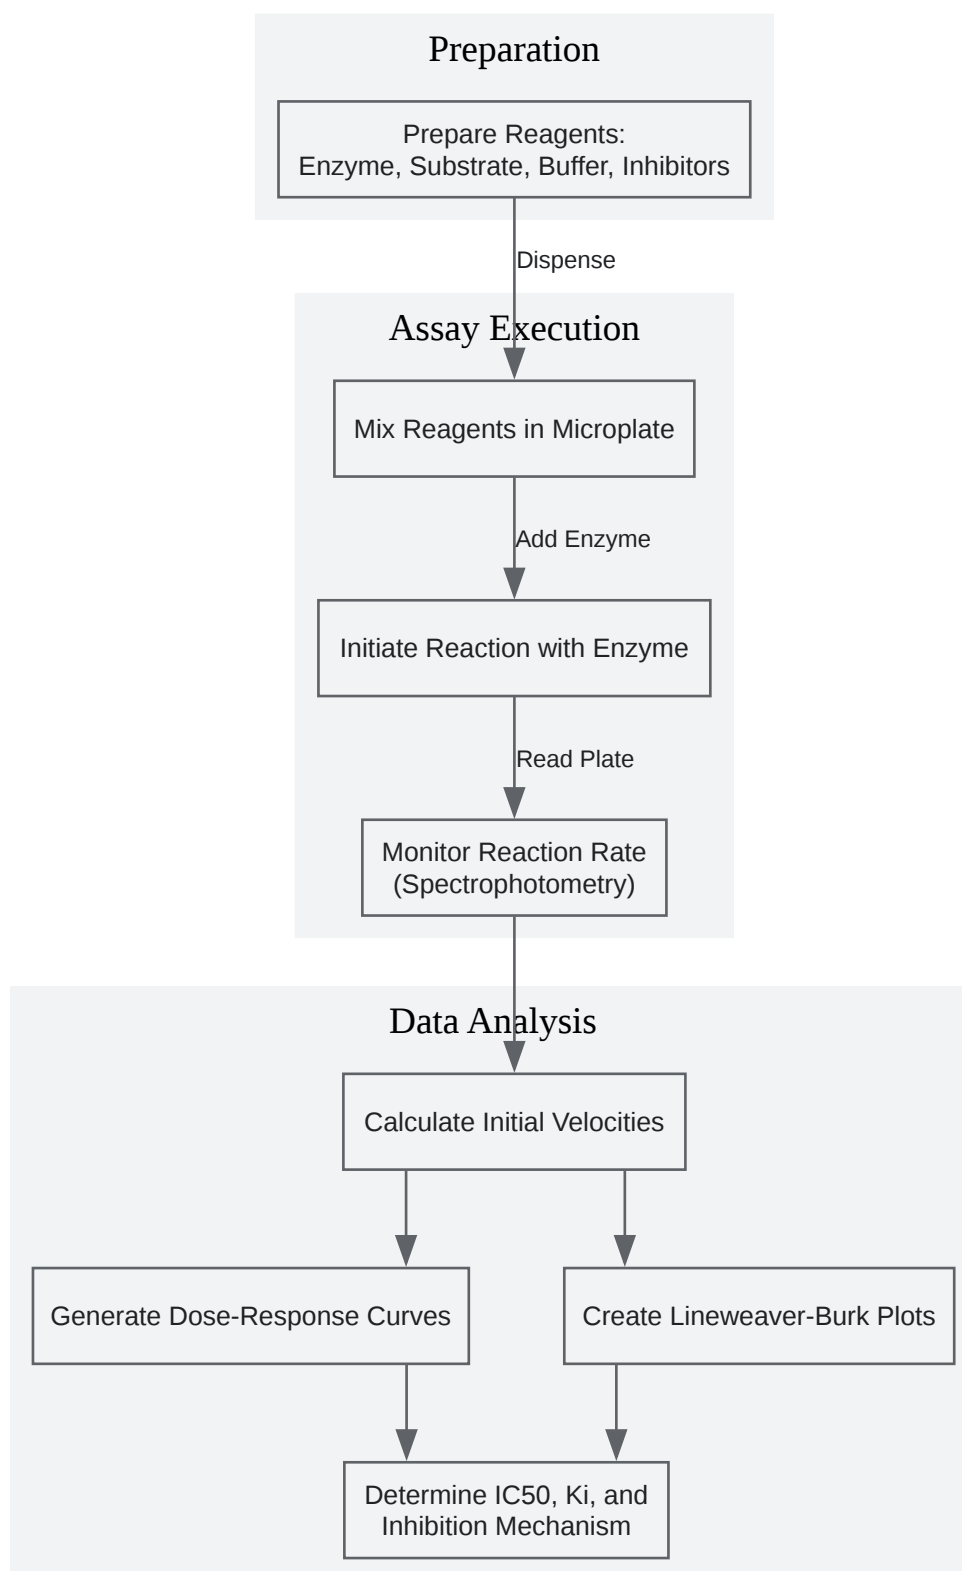 Preparation
Prepare Reagents:
Enzyme, Substrate, Buffer, Inhibitors
Dispense
Assay Execution
Mix Reagents in Microplate
Add Enzyme
Initiate Reaction with Enzyme
Read Plate
Monitor Reaction Rate
(Spectrophotometry)
Data Analysis
Calculate Initial Velocities
Generate Dose-Response Curves
Create Lineweaver-Burk Plots
Determine IC50, Ki, and
Inhibition Mechanism